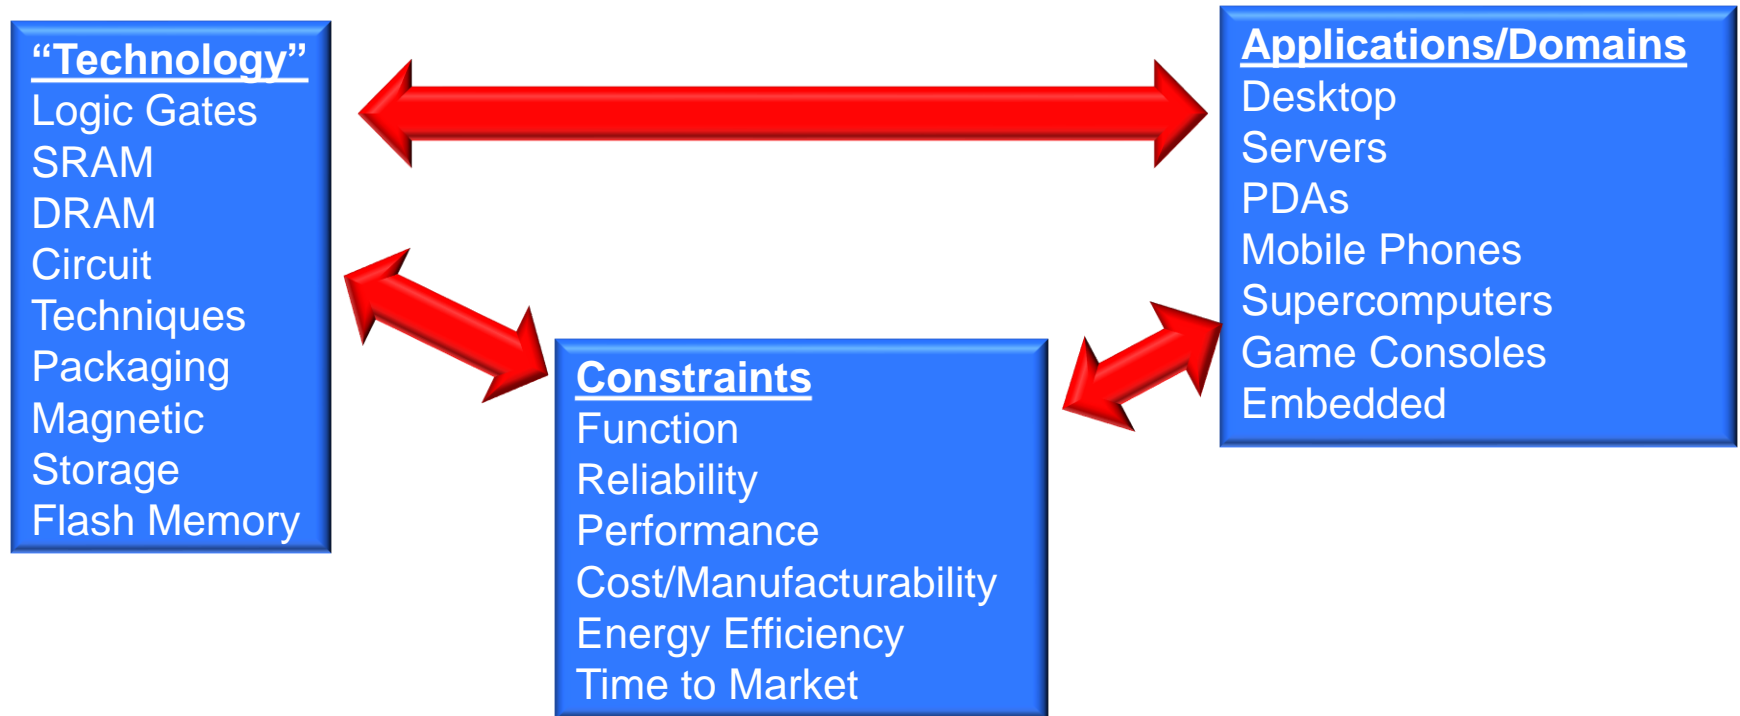 “Technology”
Logic Gates
SRAM
DRAM
Circuit
Techniques
Packaging
Magnetic
Storage
Flash Memory
Constraints
Function
Reliability
Performance
Cost/Manufacturability
Energy Efficiency
Time to Market
Applications/Domains
Desktop
Servers
PDAs
Mobile Phones
Supercomputers
Game Consoles
Embedded